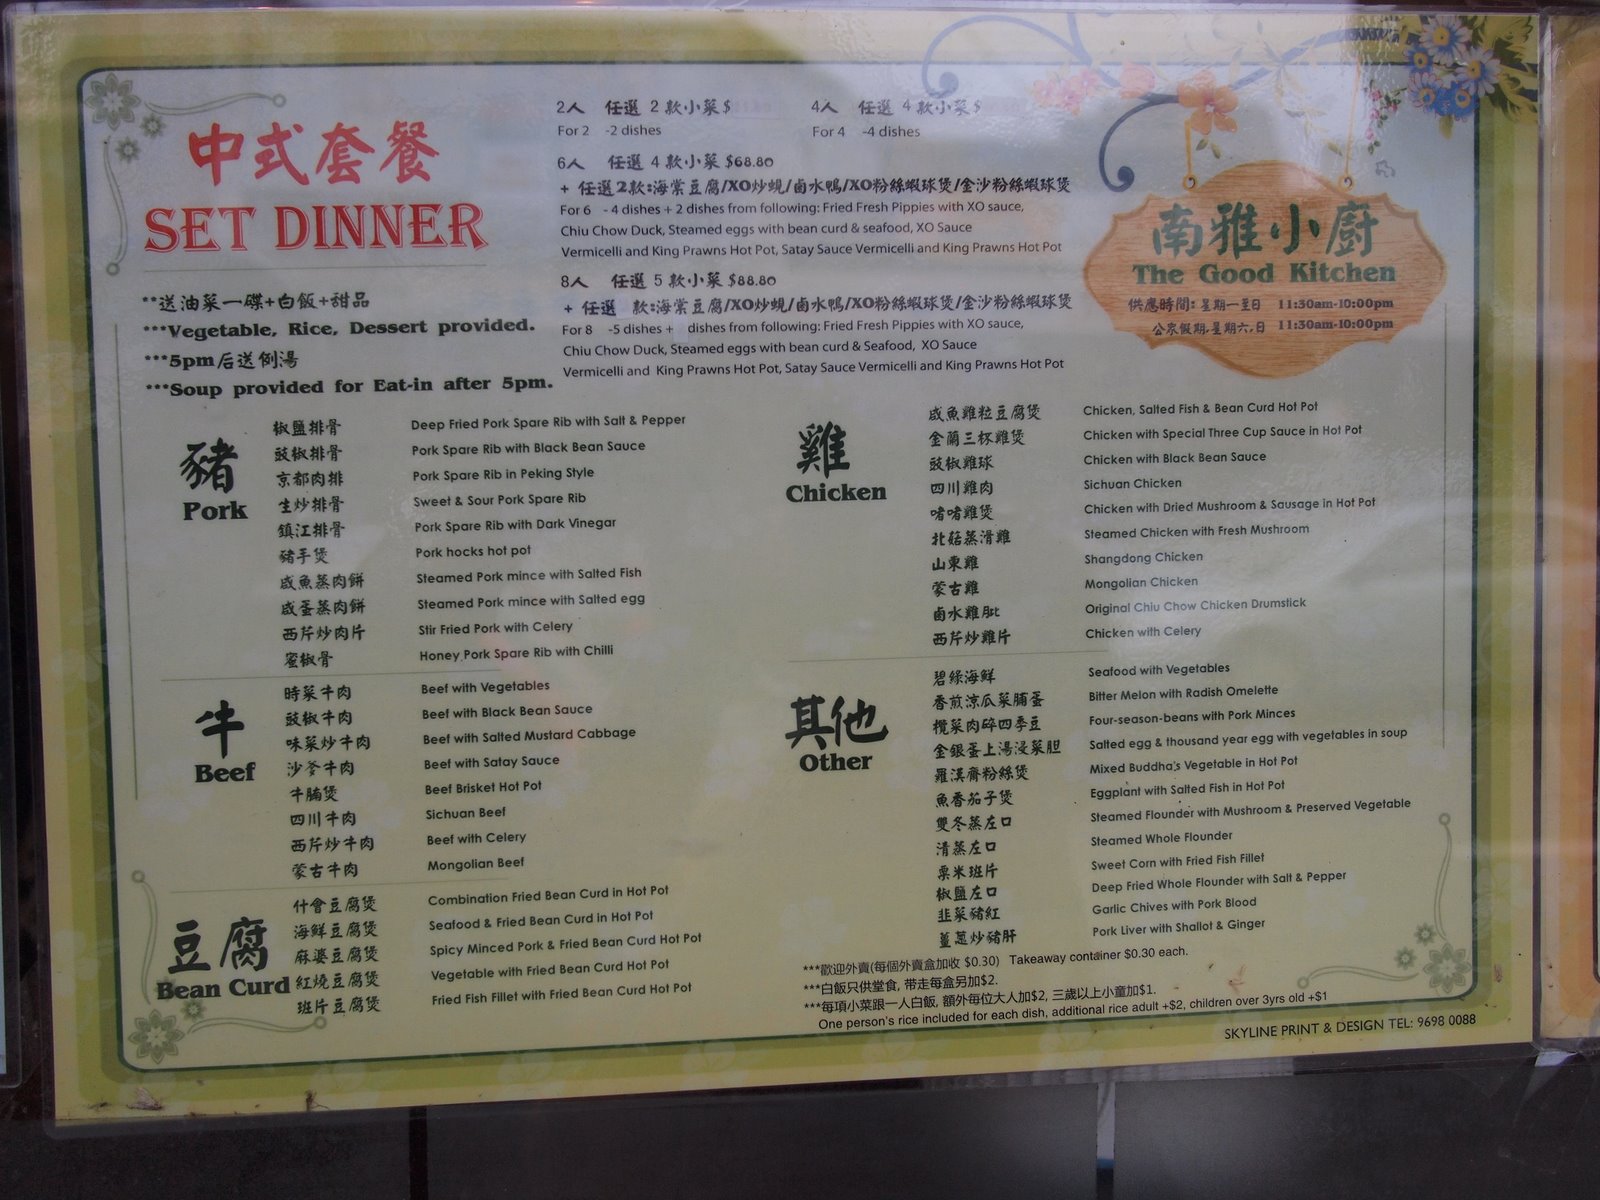 中式套餐
SET DINNER
**送油菜一碟+白飯+甜品
***Vegetable, Rice, Dessert provided.
***5pm后送例湯
***Soup provided for Eat-in after 5pm.
2人 任選 2 款小菜 $
For 2 -2 dishes
4人 任選 4 款小菜 $
For 4 -4 dishes
6人 任選 4 款小菜 $68.80
+ 任選2款:海棠豆腐/XO炒蜆/鹵水鴨/XO粉絲蝦球煲/金沙粉絲蝦球煲
For 6 - 4 dishes + 2 dishes from following: Fried Fresh Pippies with XO sauce,
Chiu Chow Duck, Steamed eggs with bean curd & seafood, XO Sauce
Vermicelli and King Prawns Hot Pot, Satay Sauce Vermicelli and King Prawns Hot Pot
8人 任選 5 款小菜 $88.80
+ 任選 款:海棠豆腐/XO炒蜆/鹵水鴨/XO粉絲蝦球煲/金沙粉絲蝦球煲
For 8 -5 dishes + dishes from following: Fried Fresh Pippies with XO sauce,
Chiu Chow Duck, Steamed eggs with bean curd & Seafood, XO Sauce
Vermicelli and King Prawns Hot Pot, Satay Sauce Vermicelli and King Prawns Hot Pot
南雅小廚
The Good Kitchen
供應時間: 星期一至日 11:30am-10:00pm
公衆假期.星期六.日 11:30am-10:00pm
豬
Pork
椒鹽排骨 Deep Fried Pork Spare Rib with Salt & Pepper
豉椒排骨 Pork Spare Rib with Black Bean Sauce
京都肉排 Pork Spare Rib in Peking Style
生炒排骨 Sweet & Sour Pork Spare Rib
鎮江排骨 Pork Spare Rib with Dark Vinegar
豬手煲 Pork hocks hot pot
咸魚蒸肉餅 Steamed Pork mince with Salted Fish
咸蛋蒸肉餅 Steamed Pork mince with Salted egg
西芹炒肉片 Stir Fried Pork with Celery
蜜椒骨 Honey Pork Spare Rib with Chilli
牛
Beef
時菜牛肉 Beef with Vegetables
豉椒牛肉 Beef with Black Bean Sauce
味菜炒牛肉 Beef with Salted Mustard Cabbage
沙爹牛肉 Beef with Satay Sauce
牛腩煲 Beef Brisket Hot Pot
四川牛肉 Sichuan Beef
西芹炒牛肉 Beef with Celery
蒙古牛肉 Mongolian Beef
豆腐
Bean Curd
什會豆腐煲 Combination Fried Bean Curd in Hot Pot
海鮮豆腐煲 Seafood & Fried Bean Curd in Hot Pot
麻婆豆腐煲 Spicy Minced Pork & Fried Bean Curd Hot Pot
紅燒豆腐煲 Vegetable with Fried Bean Curd Hot Pot
班片豆腐煲 Fried Fish Fillet with Fried Bean Curd Hot Pot
雞
Chicken
咸魚雞粒豆腐煲 Chicken, Salted Fish & Bean Curd Hot Pot
金蘭三杯雞煲 Chicken with Special Three Cup Sauce in Hot Pot
豉椒雞球 Chicken with Black Bean Sauce
四川雞肉 Sichuan Chicken
啫啫雞煲 Chicken with Dried Mushroom & Sausage in Hot Pot
北菇蒸滑雞 Steamed Chicken with Fresh Mushroom
山東雞 Shangdong Chicken
蒙古雞 Mongolian Chicken
鹵水雞肶 Original Chiu Chow Chicken Drumstick
西芹炒雞片 Chicken with Celery
其他
Other
碧綠海鮮 Seafood with Vegetables
香煎涼瓜菜脯蛋 Bitter Melon with Radish Omelette
欖菜肉碎四季豆 Four-season-beans with Pork Minces
金銀蛋上湯浸菜胆 Salted egg & thousand year egg with vegetables in soup
羅漢齋粉絲煲 Mixed Buddha's Vegetable in Hot Pot
魚香茄子煲 Eggplant with Salted Fish in Hot Pot
雙冬蒸左口 Steamed Flounder with Mushroom & Preserved Vegetable
清蒸左口 Steamed Whole Flounder
粟米班片 Sweet Corn with Fried Fish Fillet
椒鹽左口 Deep Fried Whole Flounder with Salt & Pepper
韭菜豬紅 Garlic Chives with Pork Blood
薑蔥炒豬肝 Pork Liver with Shallot & Ginger
***歡迎外賣(每個外賣盒加收 $0.30) Takeaway container $0.30 each.
***白飯只供堂食, 带走每盒另加$2.
***每項小菜跟一人白飯, 額外每位大人加$2, 三歲以上小童加$1.
One person's rice included for each dish, additional rice adult +$2, children over 3yrs old +$1
SKYLINE PRINT & DESIGN TEL: 9698 0088